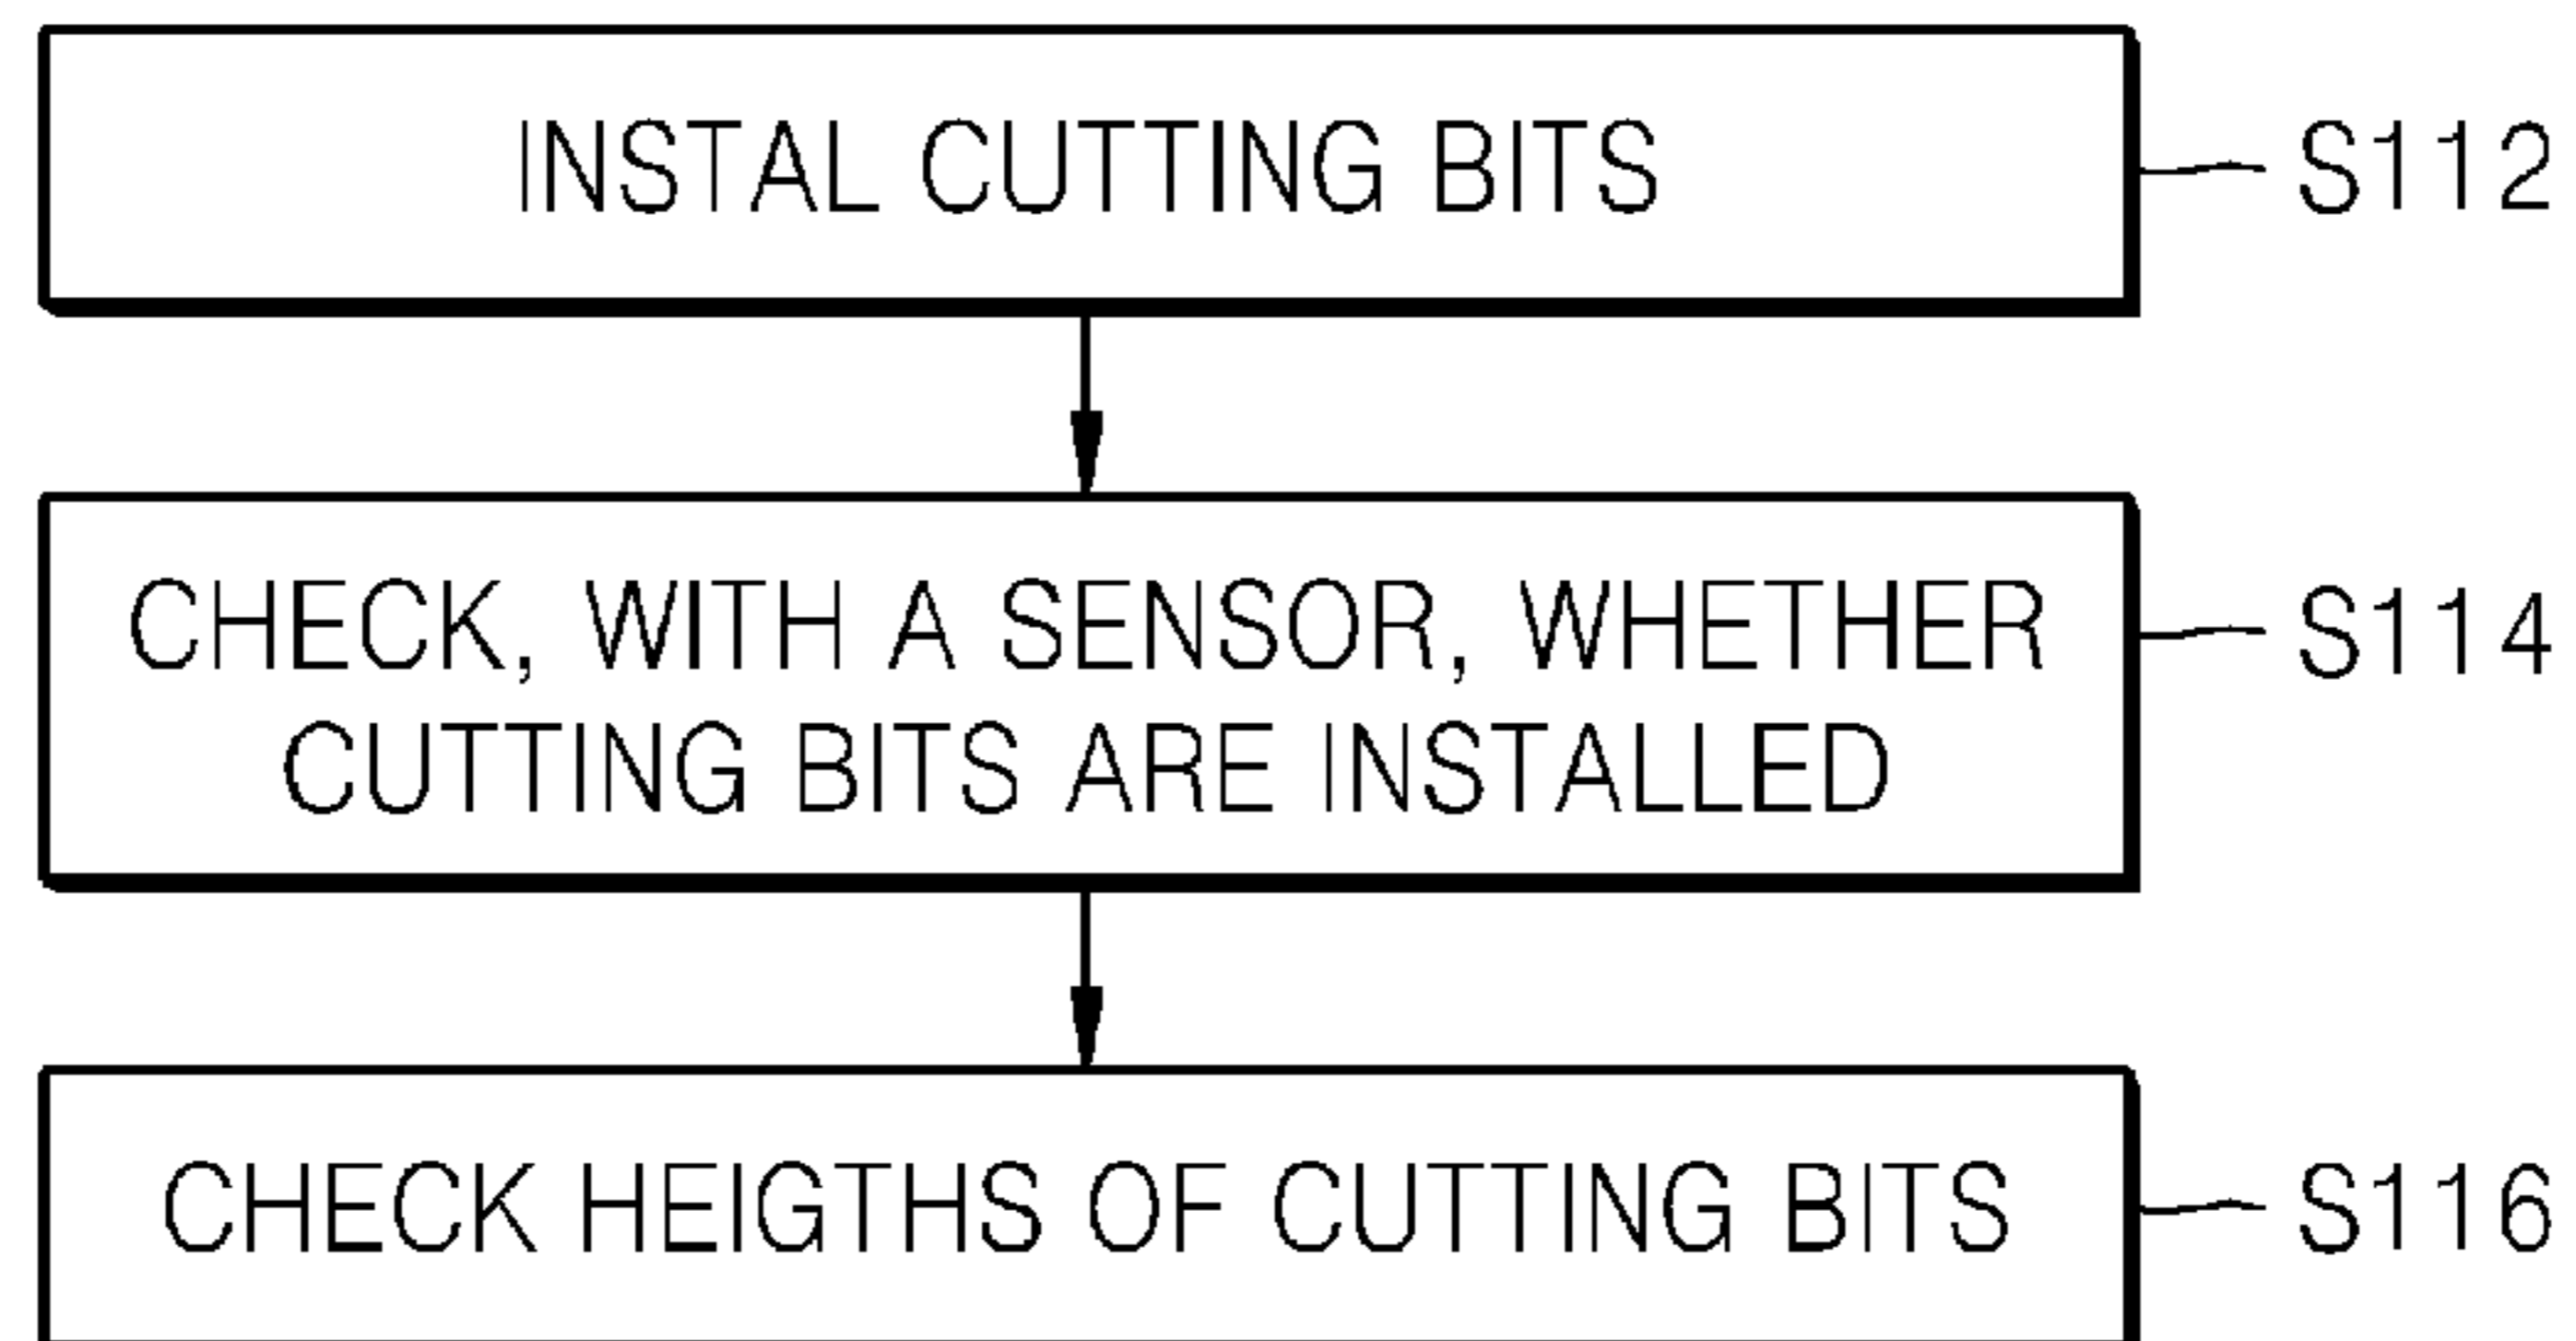 INSTAL CUTTING BITS
S112
CHECK, WITH A SENSOR, WHETHER
CUTTING BITS ARE INSTALLED
S114
CHECK HEIGTHS OF CUTTING BITS
S116